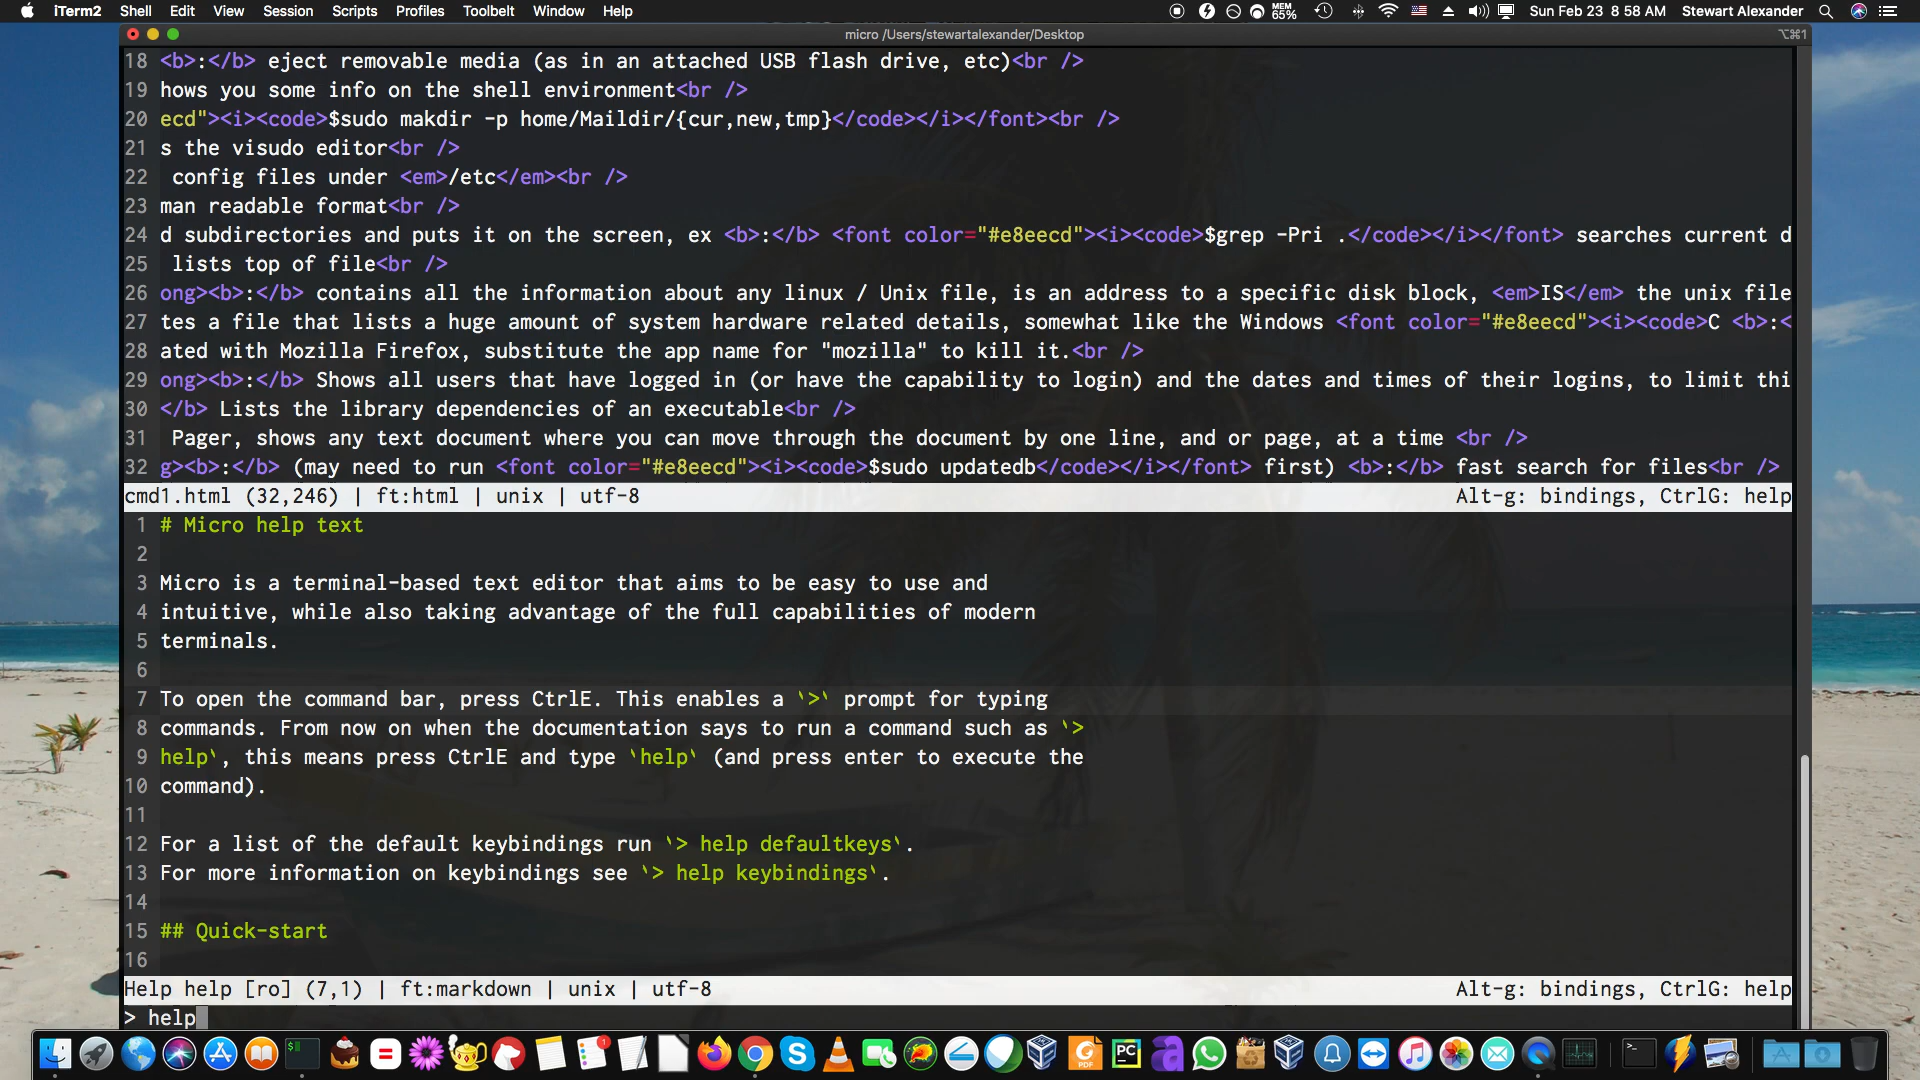 iTerm2 Shell Edit View Session Scripts Profiles Toolbelt Window Help MEM 65% Sun Feb 23 8 58 AM Stewart Alexander
micro /Users/stewartalexander/Desktop ⌥⌘1
18 <b>:</b> eject removable media (as in an attached USB flash drive, etc)<br />
19 hows you some info on the shell environment<br />
20 ecd"><i><code>$sudo makdir -p home/Maildir/{cur,new,tmp}</code></i></font><br />
21 s the visudo editor<br />
22 config files under <em>/etc</em><br />
23 man readable format<br />
24 d subdirectories and puts it on the screen, ex <b>:</b> <font color="#e8eecd"><i><code>$grep -Pri .</code></i></font> searches current d
25 lists top of file<br />
26 ong><b>:</b> contains all the information about any linux / Unix file, is an address to a specific disk block, <em>IS</em> the unix file
27 tes a file that lists a huge amount of system hardware related details, somewhat like the Windows <font color="#e8eecd"><i><code>C <b>:<
28 ated with Mozilla Firefox, substitute the app name for "mozilla" to kill it.<br />
29 ong><b>:</b> Shows all users that have logged in (or have the capability to login) and the dates and times of their logins, to limit thi
30 </b> Lists the library dependencies of an executable<br />
31 Pager, shows any text document where you can move through the document by one line, and or page, at a time <br />
32 g><b>:</b> (may need to run <font color="#e8eecd"><i><code>$sudo updatedb</code></i></font> first) <b>:</b> fast search for files<br />
cmd1.html (32,246) | ft:html | unix | utf-8 Alt-g: bindings, CtrlG: help
1 # Micro help text
2
3 Micro is a terminal-based text editor that aims to be easy to use and
4 intuitive, while also taking advantage of the full capabilities of modern
5 terminals.
6
7 To open the command bar, press CtrlE. This enables a `>` prompt for typing
8 commands. From now on when the documentation says to run a command such as `>
9 help`, this means press CtrlE and type `help` (and press enter to execute the
10 command).
11
12 For a list of the default keybindings run `> help defaultkeys`.
13 For more information on keybindings see `> help keybindings`.
14
15 ## Quick-start
16
Help help [ro] (7,1) | ft:markdown | unix | utf-8 Alt-g: bindings, CtrlG: help
> help